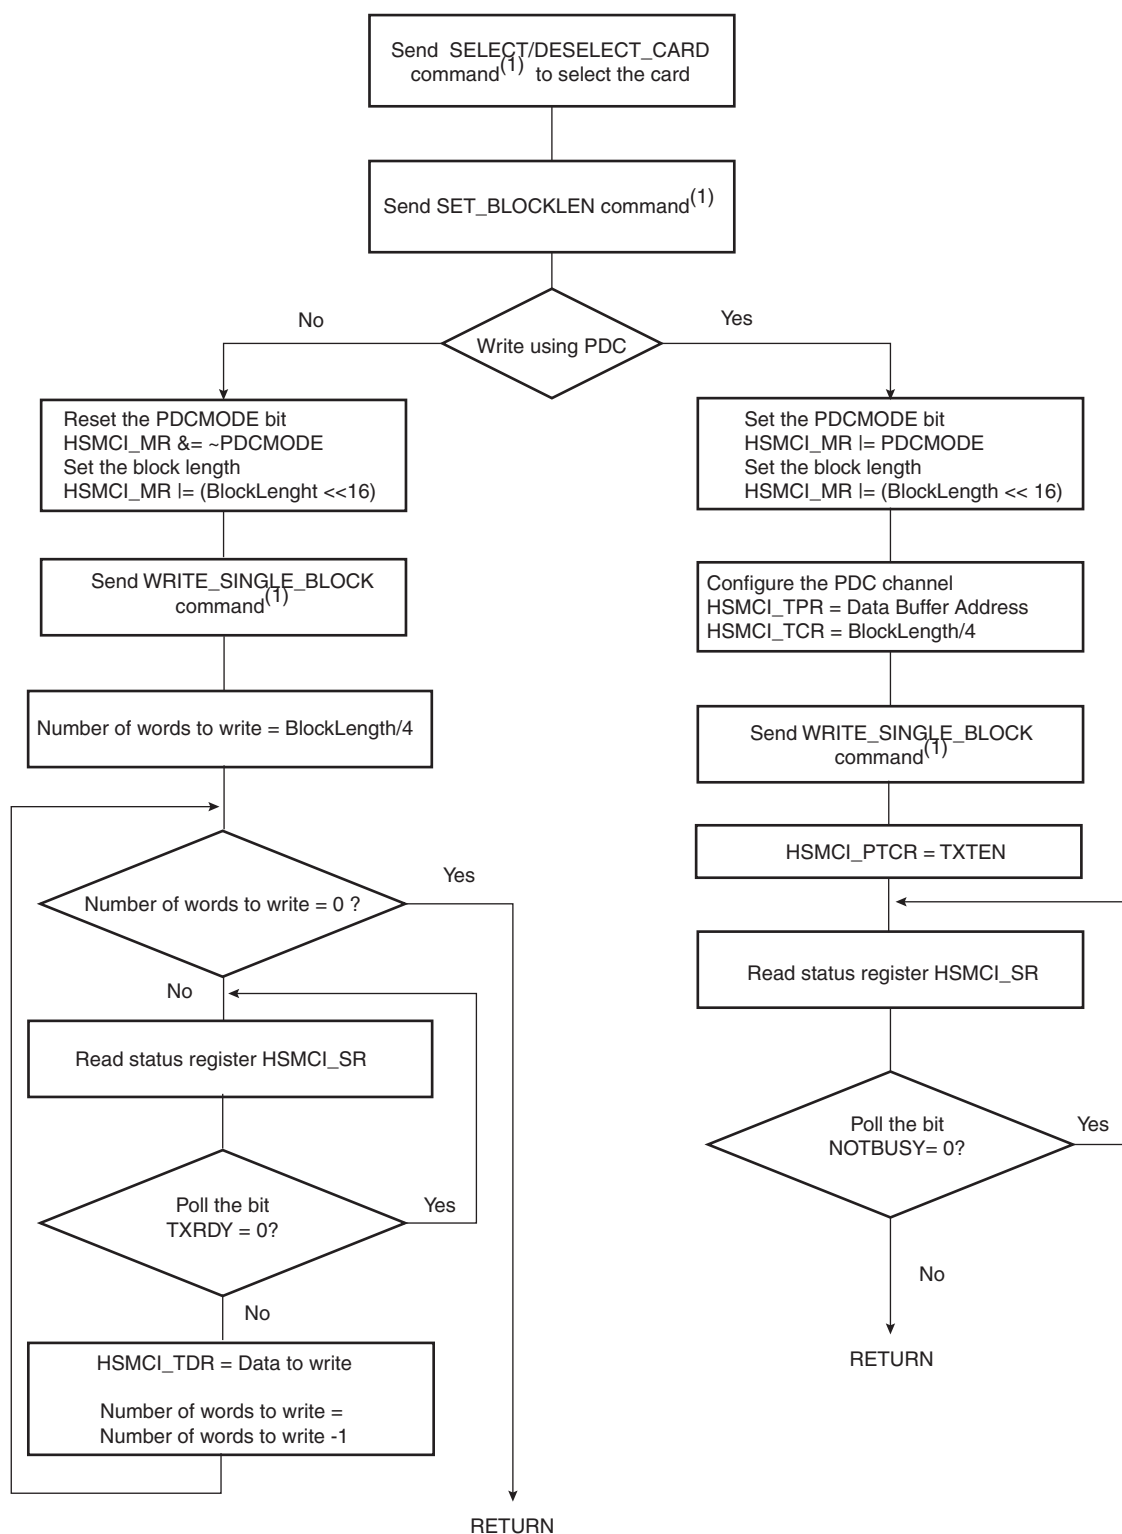 Send SELECT/DESELECT_CARD
command(1) to select the card
Send SET_BLOCKLEN command(1)
No
Yes
Write using PDC
Reset the PDCMODE bit
HSMCI_MR &= ~PDCMODE
Set the block length
HSMCI_MR |= (BlockLenght <<16)
Send WRITE_SINGLE_BLOCK
command(1)
Number of words to write = BlockLength/4
Number of words to write = 0 ?
Yes
No
Read status register HSMCI_SR
Poll the bit
TXRDY = 0?
Yes
No
HSMCI_TDR = Data to write
Number of words to write =
Number of words to write -1
RETURN
Set the PDCMODE bit
HSMCI_MR |= PDCMODE
Set the block length
HSMCI_MR |= (BlockLength << 16)
Configure the PDC channel
HSMCI_TPR = Data Buffer Address
HSMCI_TCR = BlockLength/4
Send WRITE_SINGLE_BLOCK
command(1)
HSMCI_PTCR = TXTEN
Read status register HSMCI_SR
Poll the bit
NOTBUSY= 0?
Yes
No
RETURN